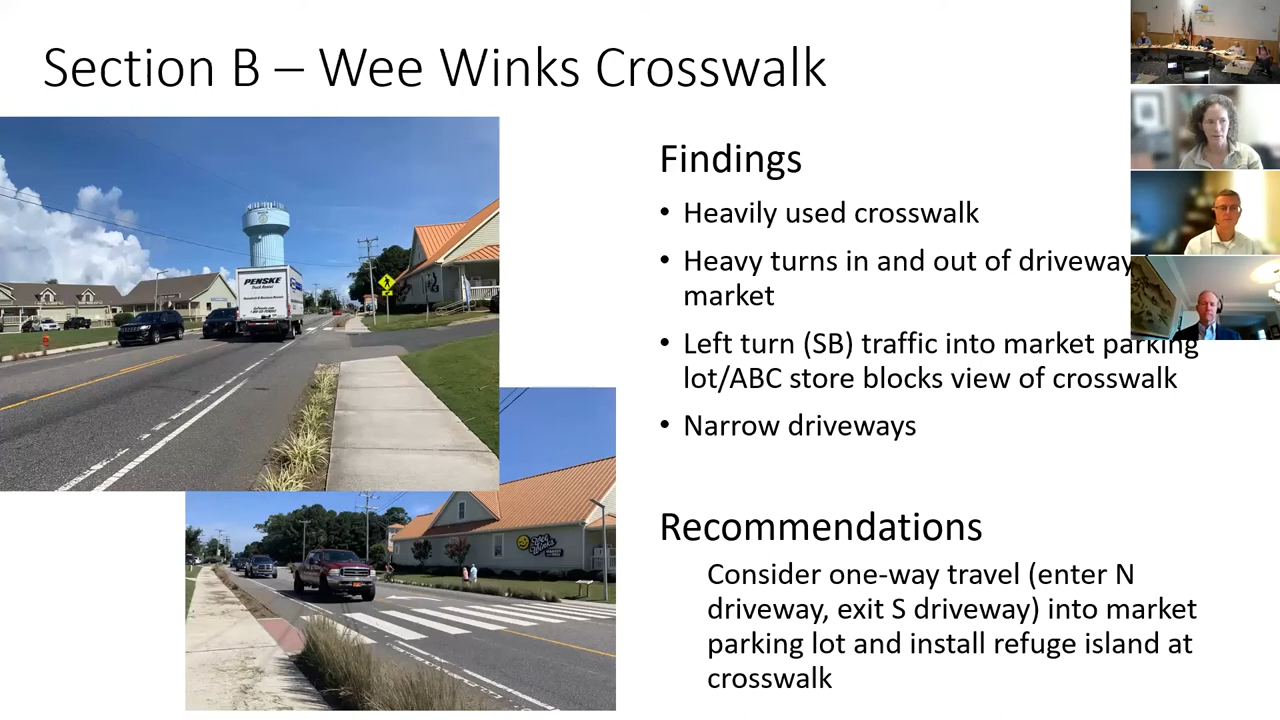 Section B – Wee Winks Crosswalk
PENSKE
Truck Rental
Findings
• Heavily used crosswalk
• Heavy turns in and out of driveway
market
• Left turn (SB) traffic into market parking
lot/ABC store blocks view of crosswalk
• Narrow driveways
Wee
Winks
Recommendations
Consider one-way travel (enter N
driveway, exit S driveway) into market
parking lot and install refuge island at
crosswalk